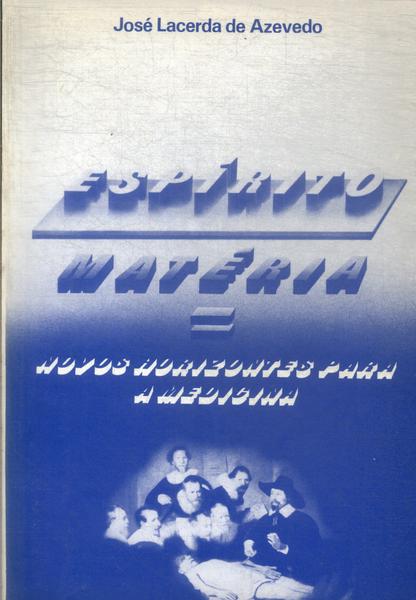 José Lacerda de Azevedo
ESPÍRITO
MATÉRIA
=
NOVOS HORIZONTES PARA
A MEDICINA